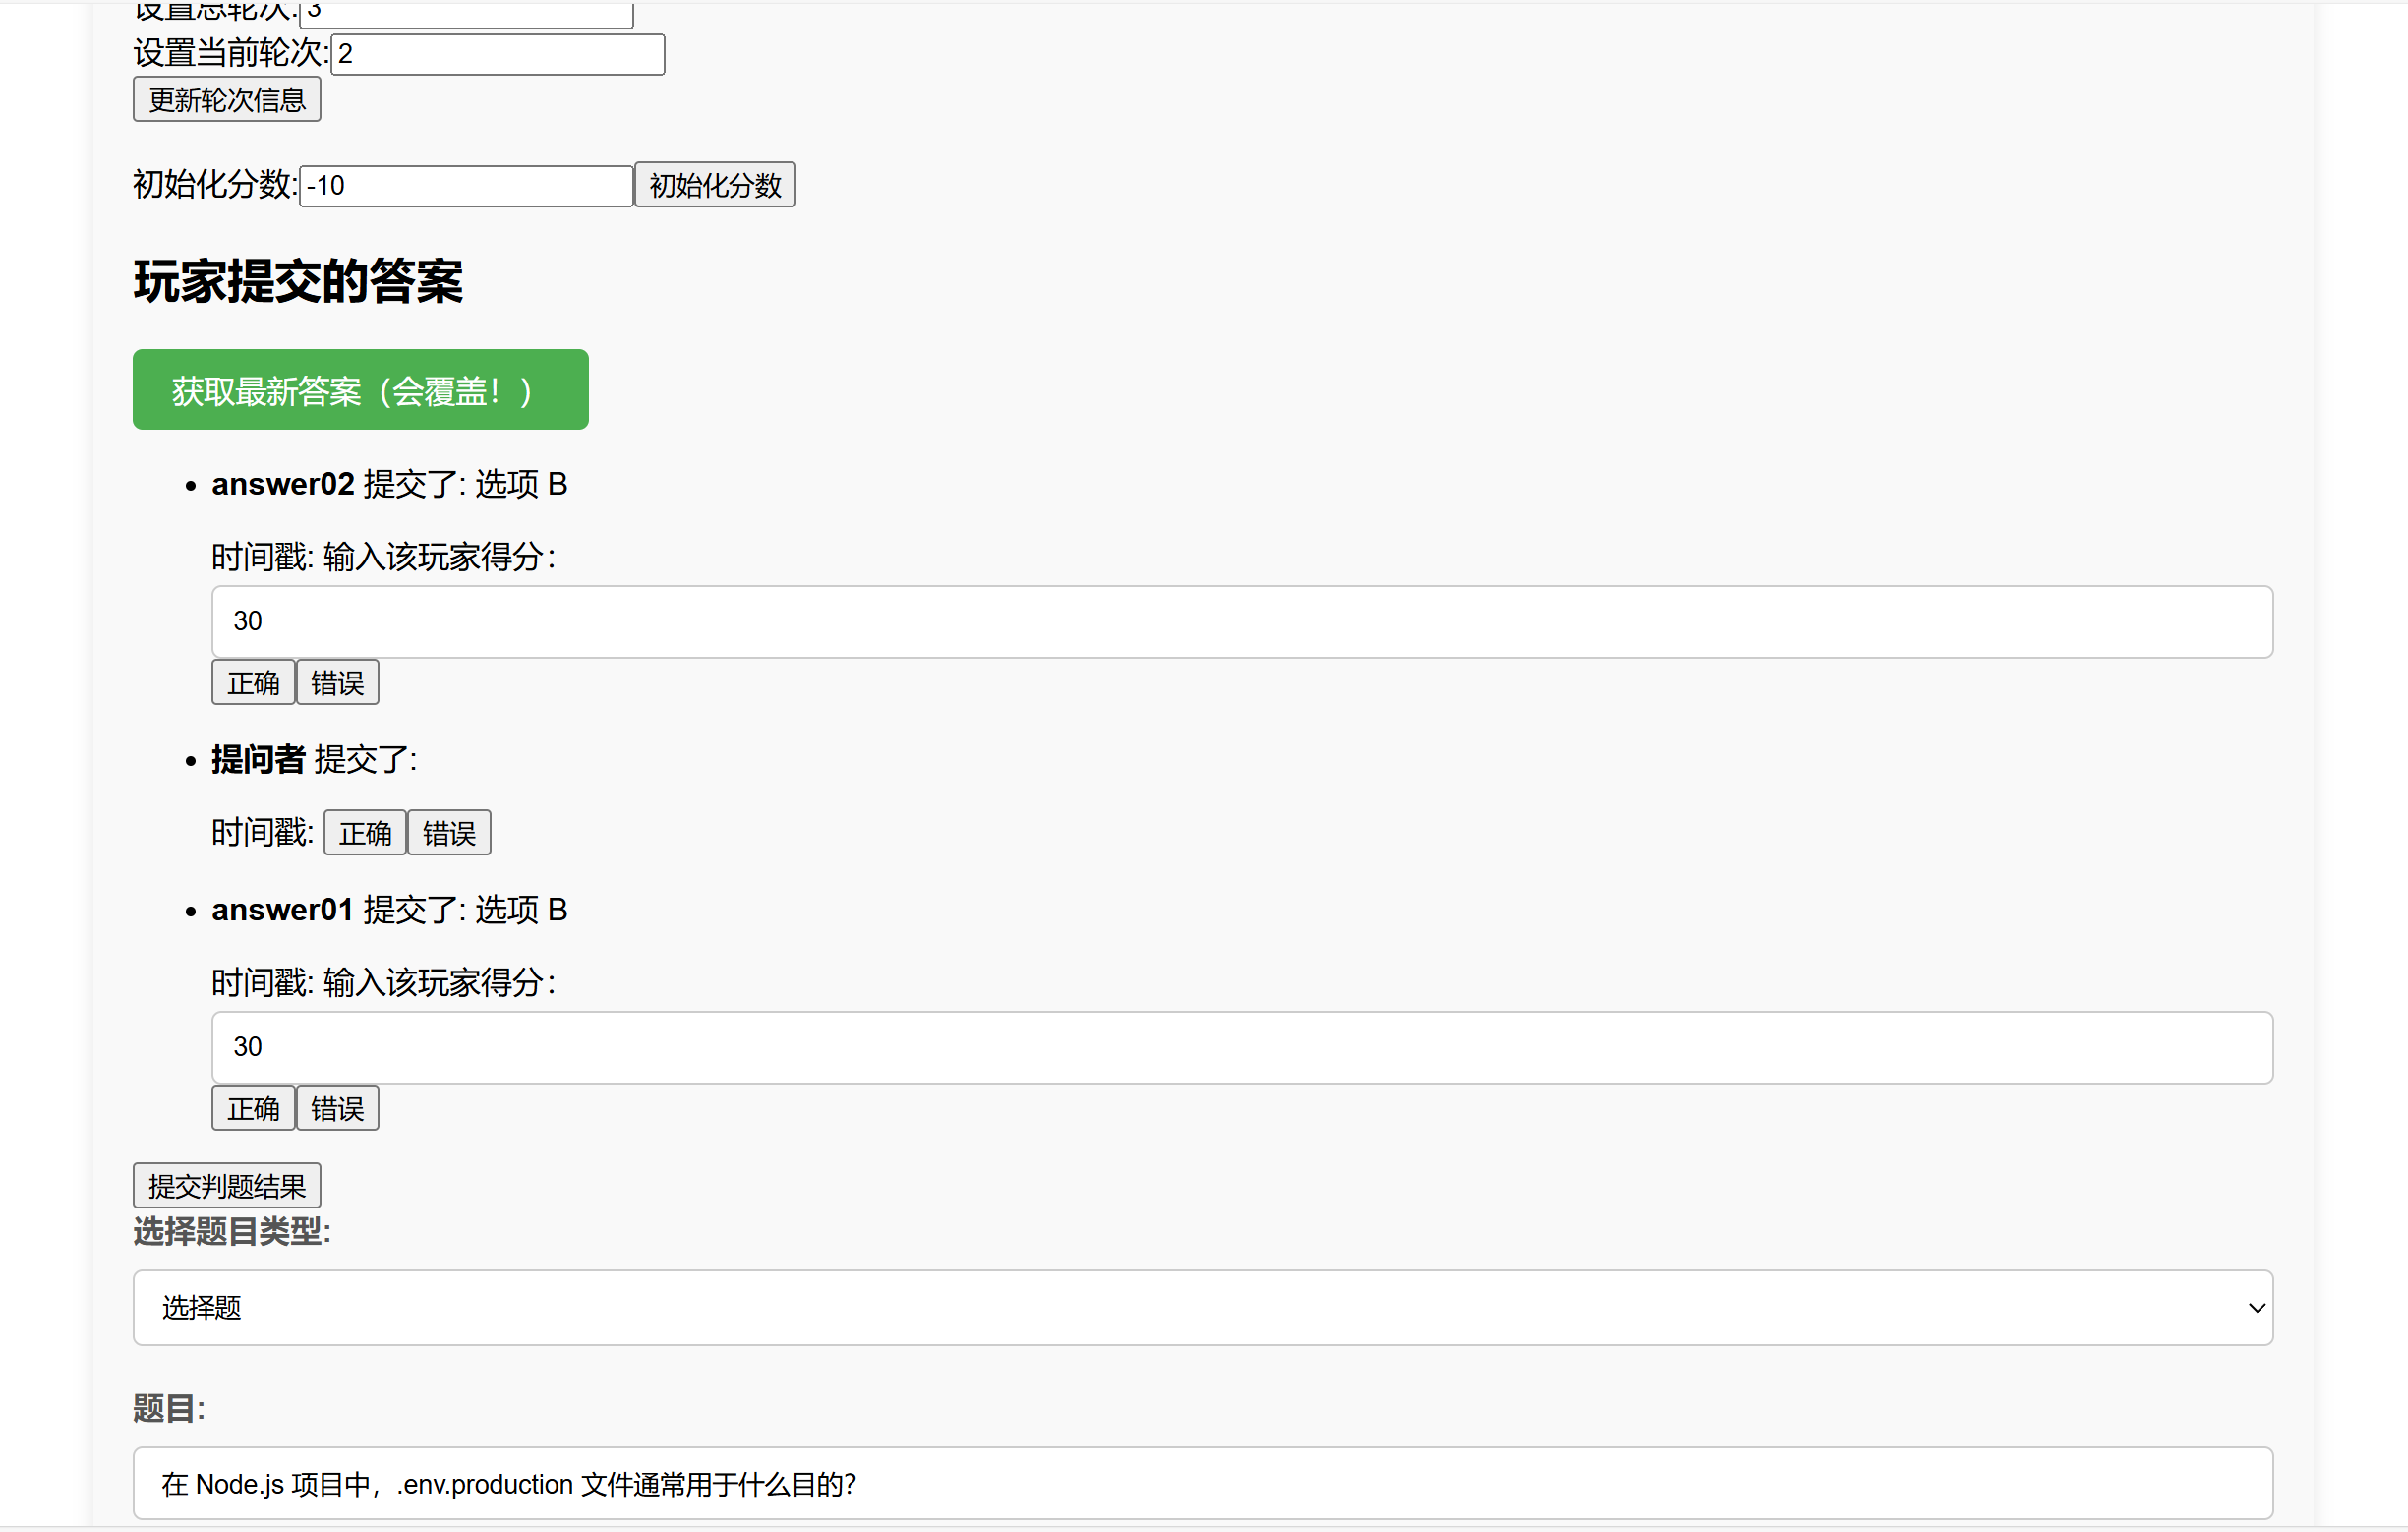 设置总轮次:3
设置当前轮次:2
更新轮次信息
初始化分数:-10 初始化分数
玩家提交的答案
获取最新答案（会覆盖！）
answer02 提交了: 选项 B
时间戳: 输入该玩家得分：
30
正确 错误
提问者 提交了:
时间戳: 正确 错误
answer01 提交了: 选项 B
时间戳: 输入该玩家得分：
30
正确 错误
提交判题结果
选择题目类型:
选择题
题目:
在 Node.js 项目中，.env.production 文件通常用于什么目的？